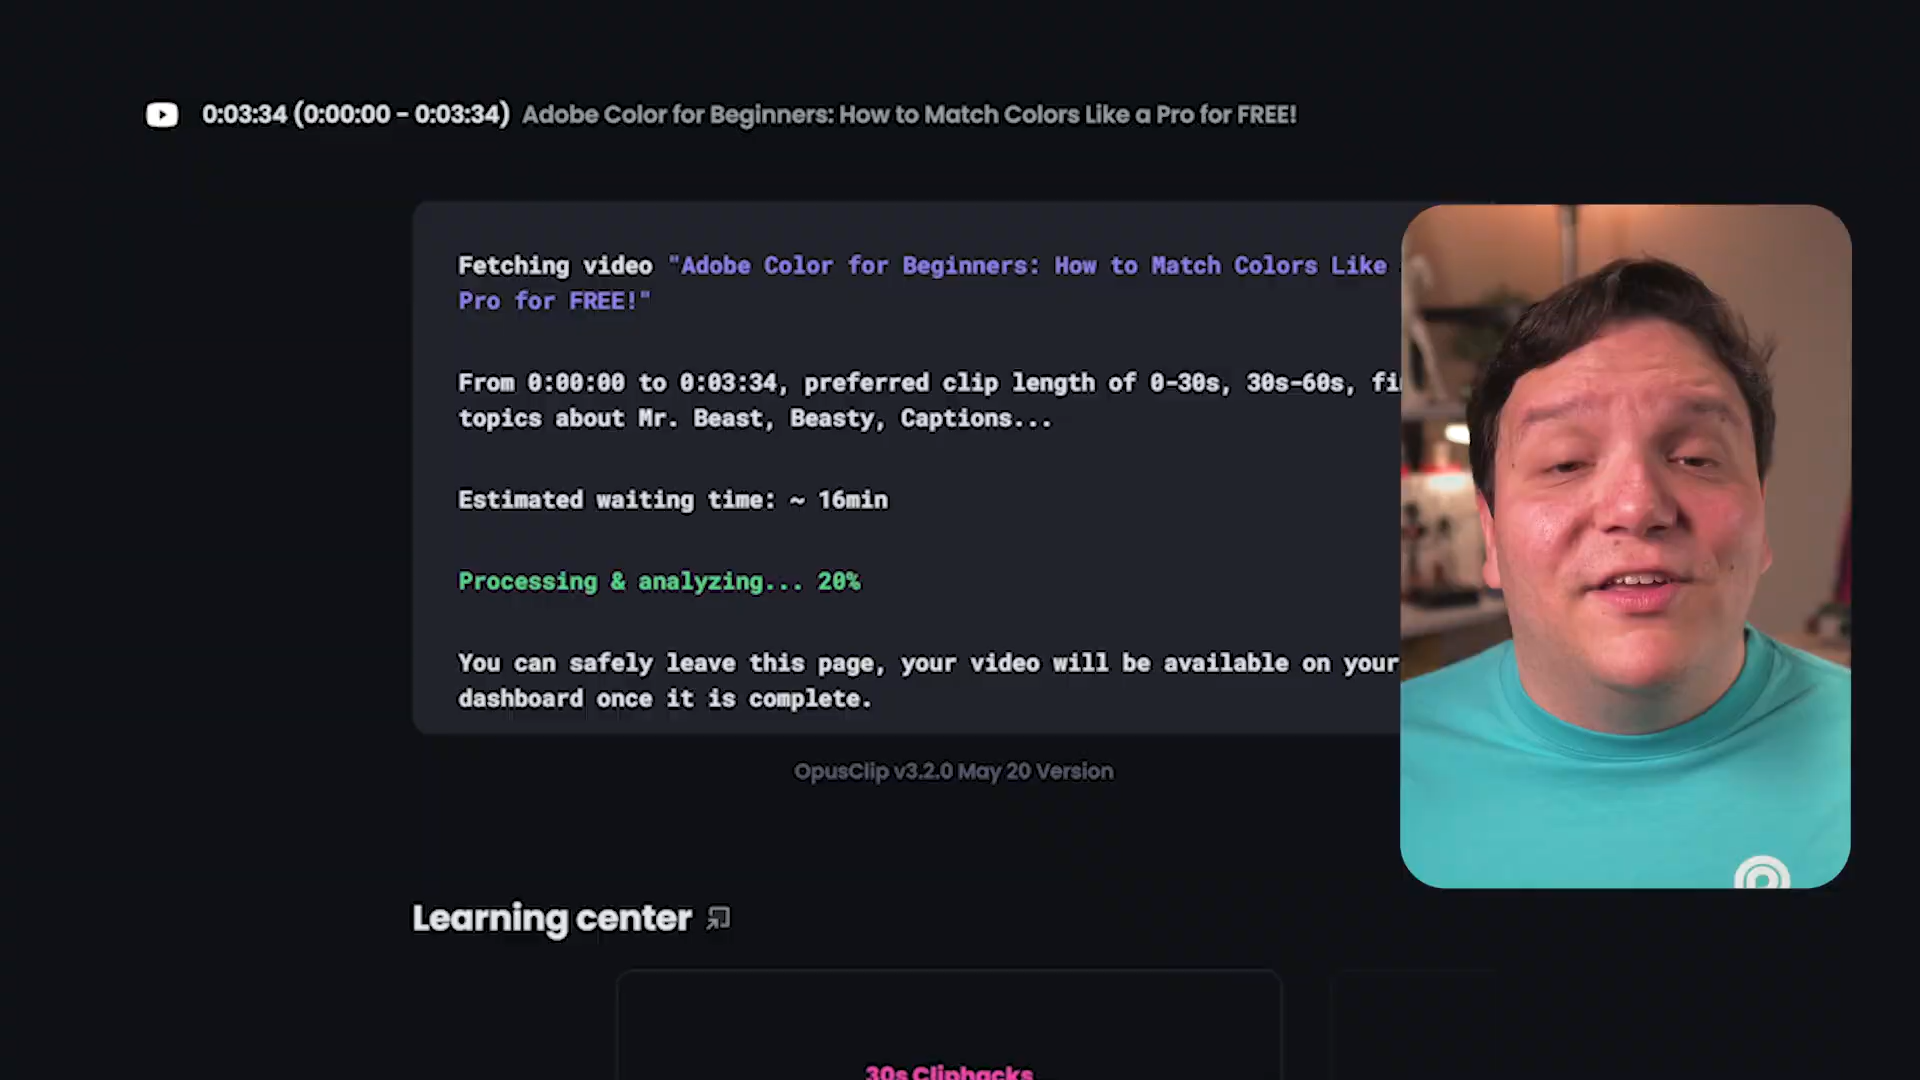 0:03:34 (0:00:00 – 0:03:34) Adobe Color for Beginners: How to Match Colors Like a Pro for FREE!
Fetching video "Adobe Color for Beginners: How to Match Colors Like
Pro for FREE!"
From 0:00:00 to 0:03:34, preferred clip length of 0-30s, 30s-60s,
topics about Mr. Beast, Beasty, Captions...
Estimated waiting time: ~ 16min
Processing & analyzing... 20%
You can safely leave this page, your video will be available on your
dashboard once it is complete.
OpusClip v3.2.0 May 20 Version
Learning center
30s Cliphacks